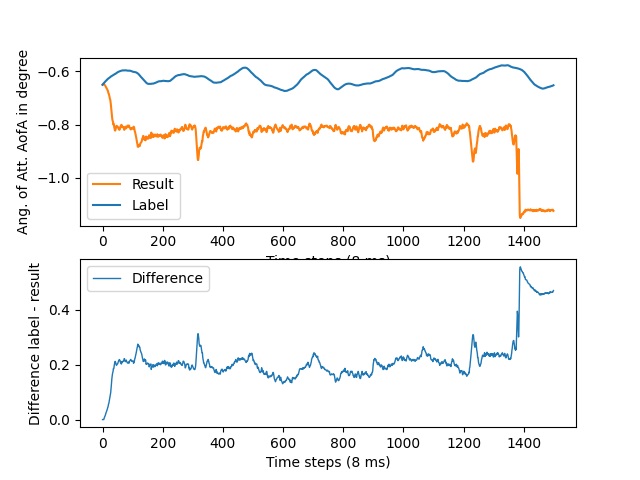 Ang. of Att. AofA in degree
−0.6
−0.8
−1.0
Result
Label
0 200 400 600 800 1000 1200 1400
Time steps (8 ms)
Difference label - result
0.4
0.2
0.0
Difference
0 200 400 600 800 1000 1200 1400
Time steps (8 ms)